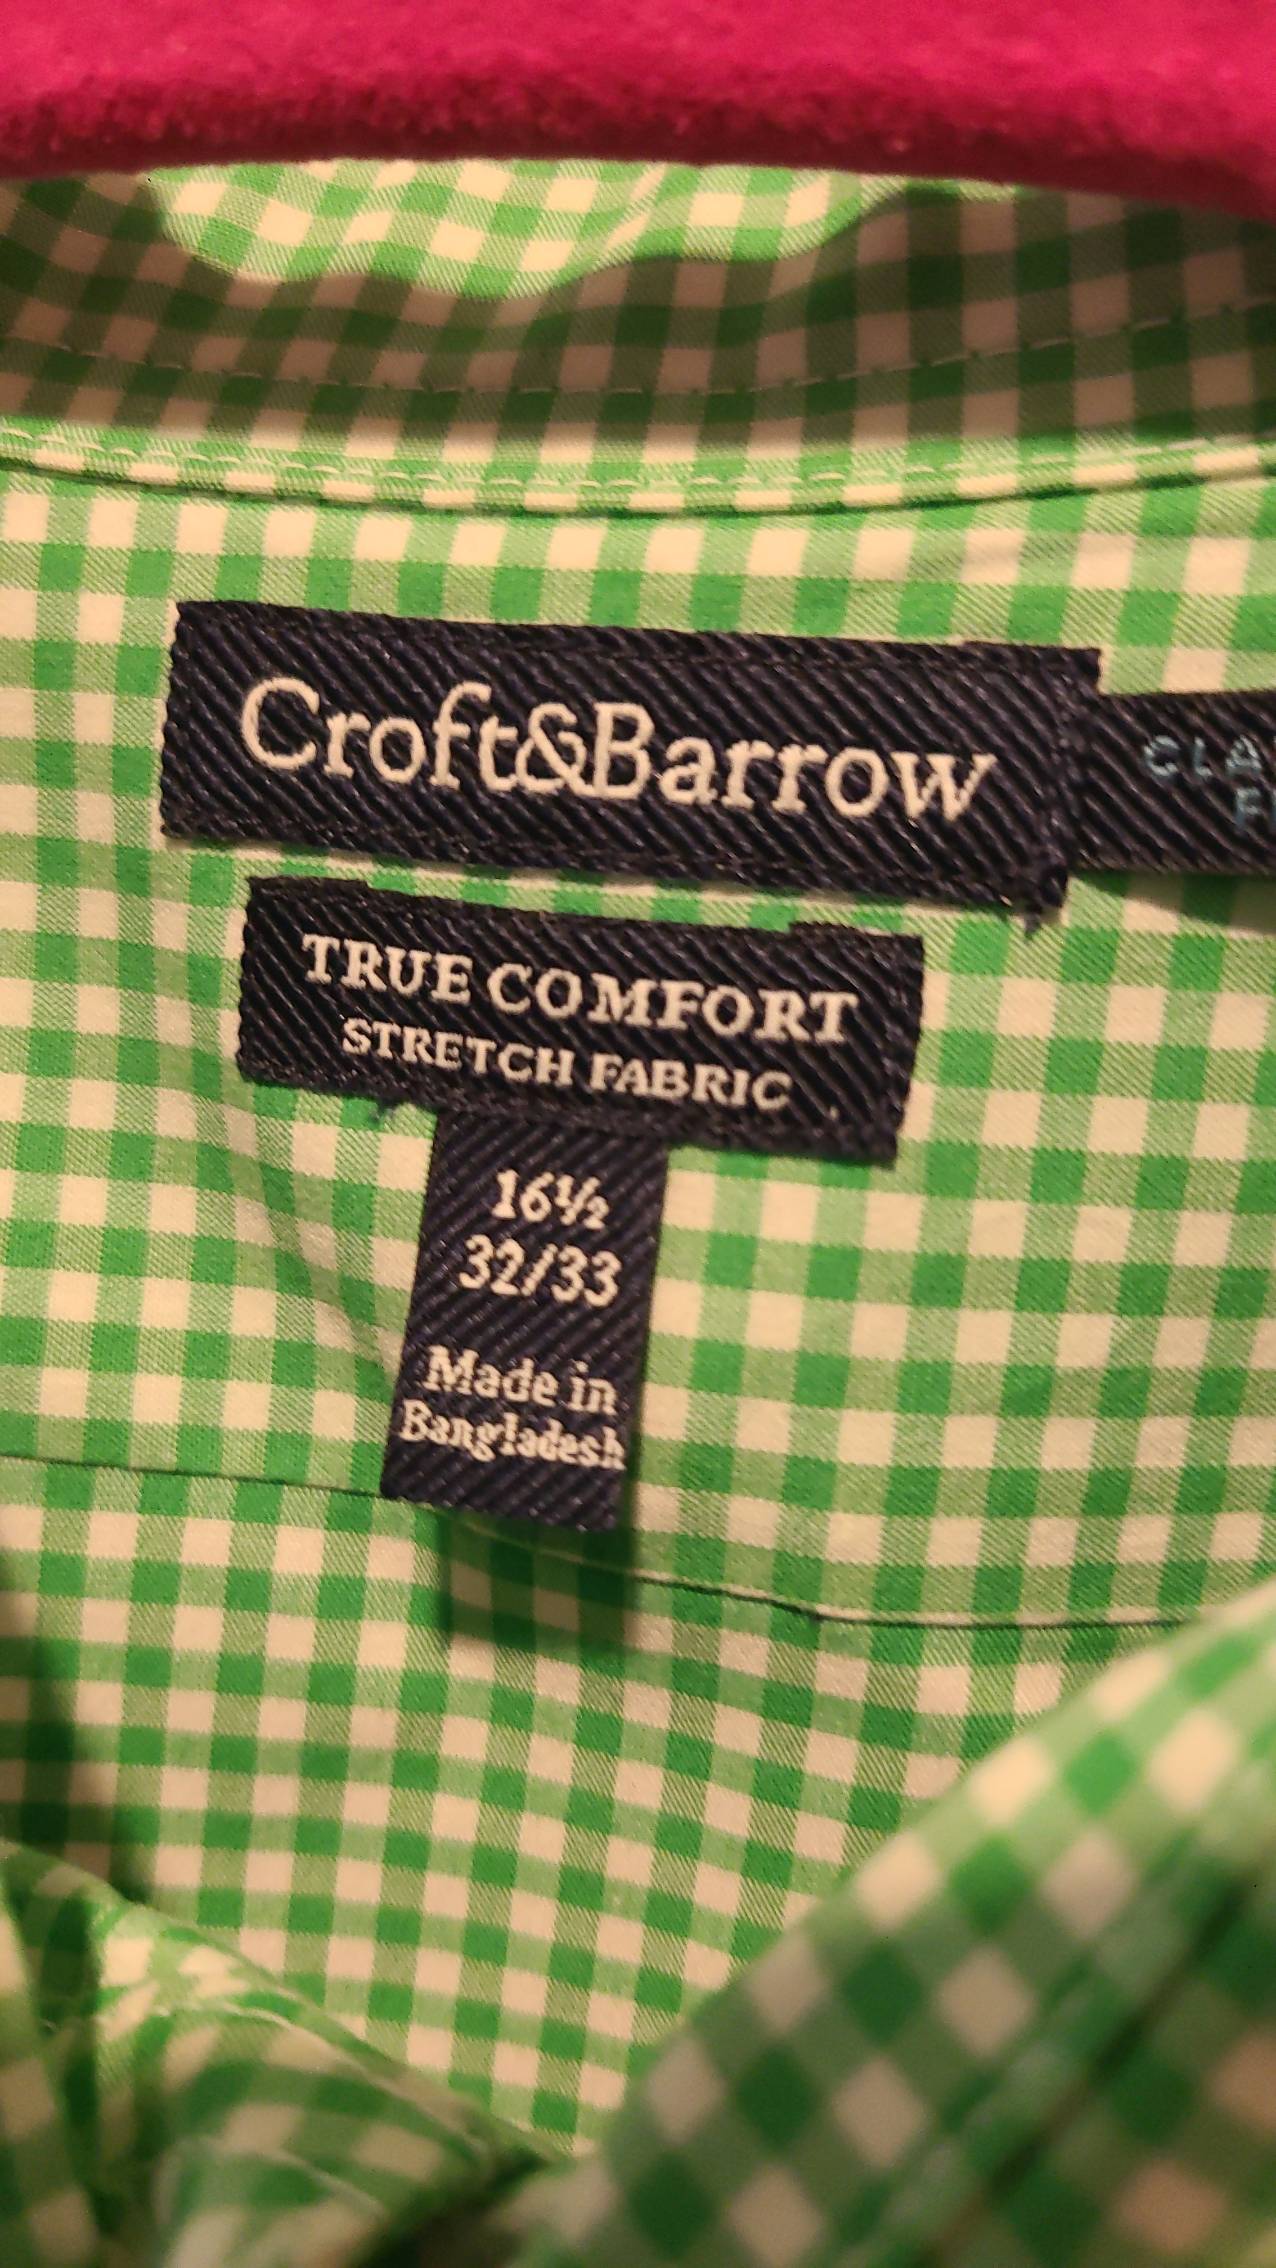 Croft&Barrow
TRUE COMFORT
STRETCH FABRIC
16½
32/33
Made in
Bangladesh